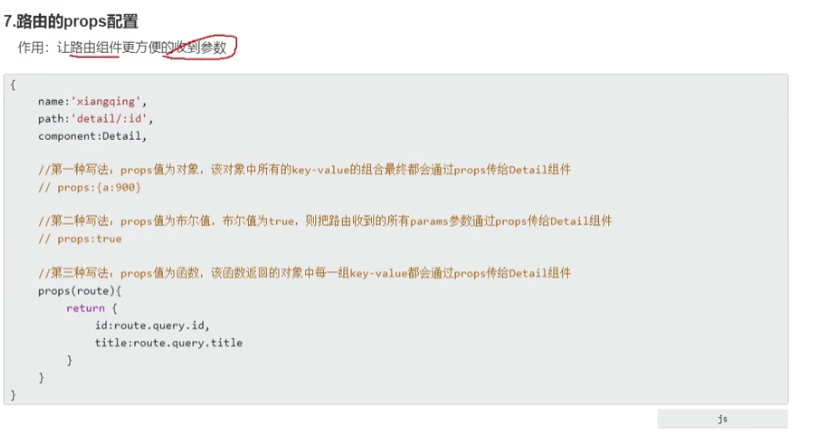 7.路由的props配置
作用：让路由组件更方便的收到参数
{
name:'xiangqing',
path:'detail/:id',
component:Detail,
//第一种写法：props值为对象，该对象中所有的key-value的组合最终都会通过props传给Detail组件
// props:{a:900}
//第二种写法：props值为布尔值，布尔值为true，则把路由收到的所有params参数通过props传给Detail组件
// props:true
//第三种写法：props值为函数，该函数返回的对象中每一组key-value都会通过props传给Detail组件
props(route){
return {
id:route.query.id,
title:route.query.title
}
}
}
js